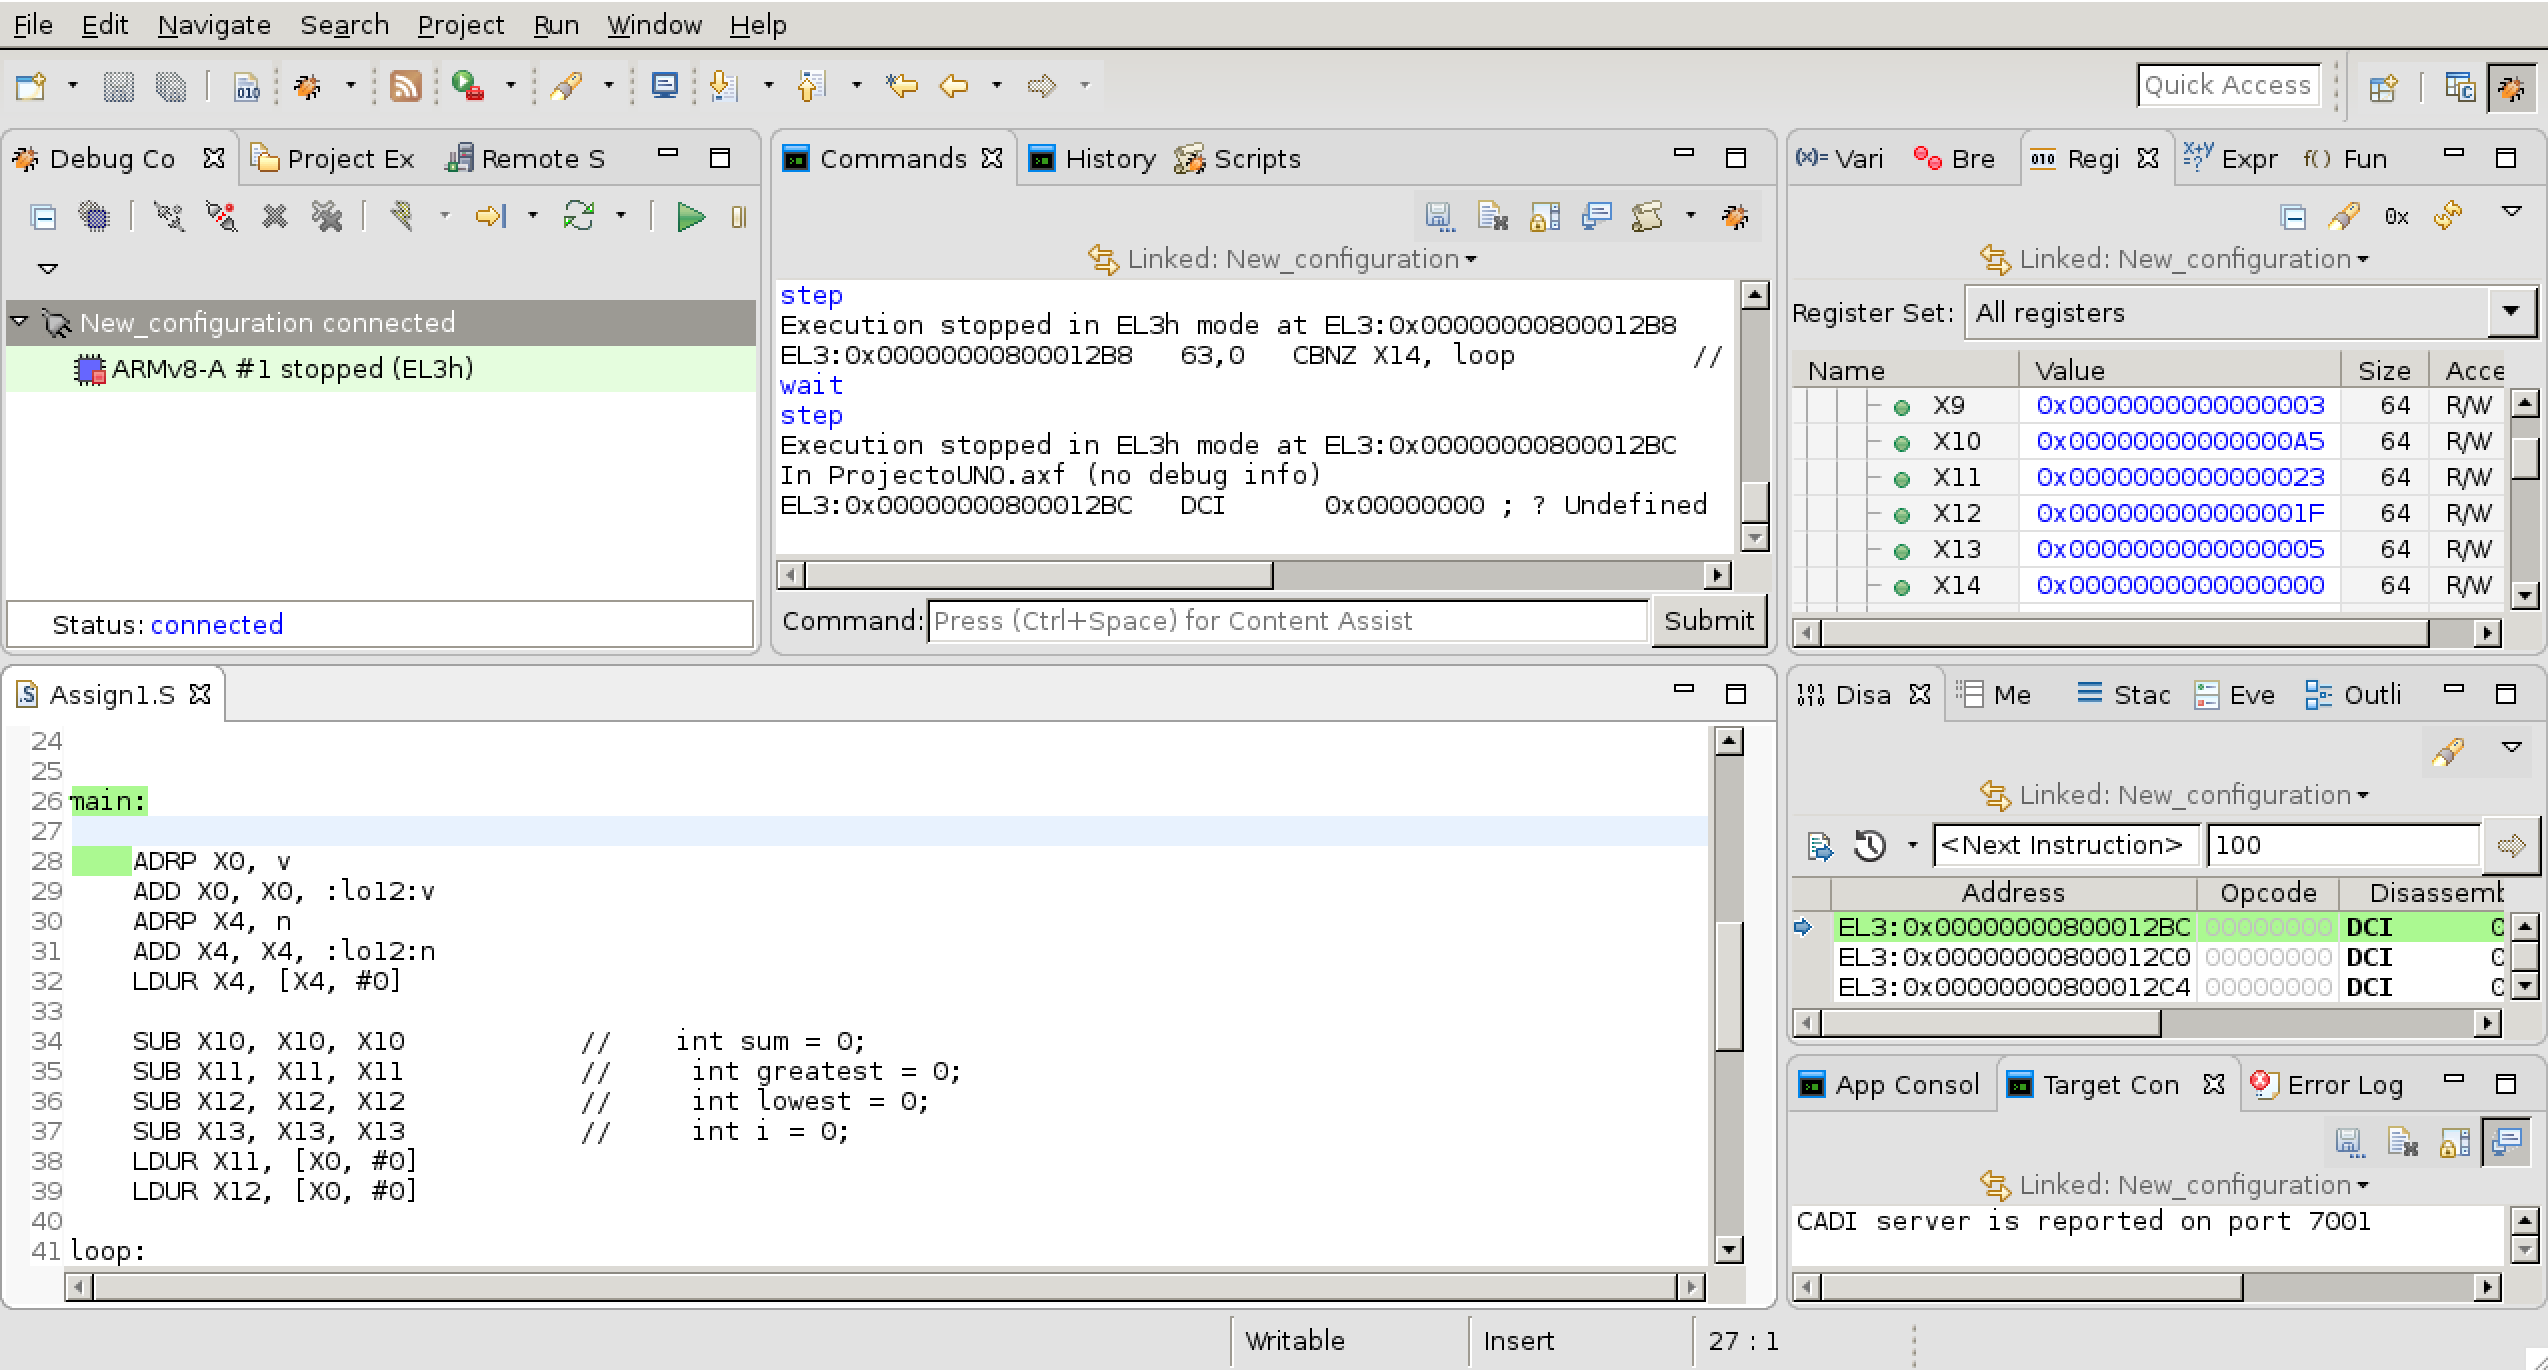 File Edit Navigate Search Project Run Window Help
Quick Access
Debug Co Project Ex Remote S
New_configuration connected
ARMv8-A #1 stopped (EL3h)
Status: connected
Commands History Scripts
Linked: New_configuration
step
Execution stopped in EL3h mode at EL3:0x00000000800012B8
EL3:0x00000000800012B8 63,0 CBNZ X14, loop //
wait
step
Execution stopped in EL3h mode at EL3:0x00000000800012BC
In ProjectoUNO.axf (no debug info)
EL3:0x00000000800012BC DCI 0x00000000 ; ? Undefined
Command: Press (Ctrl+Space) for Content Assist Submit
(x)= Vari Bre 010 Regi X+Y=? Expr f() Fun
0x
Linked: New_configuration
Register Set: All registers
Name Value Size Acce
X9 0x0000000000000003 64 R/W
X10 0x00000000000000A5 64 R/W
X11 0x0000000000000023 64 R/W
X12 0x000000000000001F 64 R/W
X13 0x0000000000000005 64 R/W
X14 0x0000000000000000 64 R/W
Assign1.S
24
25
26 main:
27
28 ADRP X0, v
29 ADD X0, X0, :lo12:v
30 ADRP X4, n
31 ADD X4, X4, :lo12:n
32 LDUR X4, [X4, #0]
33
34 SUB X10, X10, X10 // int sum = 0;
35 SUB X11, X11, X11 // int greatest = 0;
36 SUB X12, X12, X12 // int lowest = 0;
37 SUB X13, X13, X13 // int i = 0;
38 LDUR X11, [X0, #0]
39 LDUR X12, [X0, #0]
40
41 loop:
Disa Me Stac Eve Outli
Linked: New_configuration
<Next Instruction> 100
Address Opcode Disassemb
EL3:0x00000000800012BC 00000000 DCI 0
EL3:0x00000000800012C0 00000000 DCI 0
EL3:0x00000000800012C4 00000000 DCI 0
App Consol Target Con Error Log
Linked: New_configuration
CADI server is reported on port 7001
Writable Insert 27 : 1